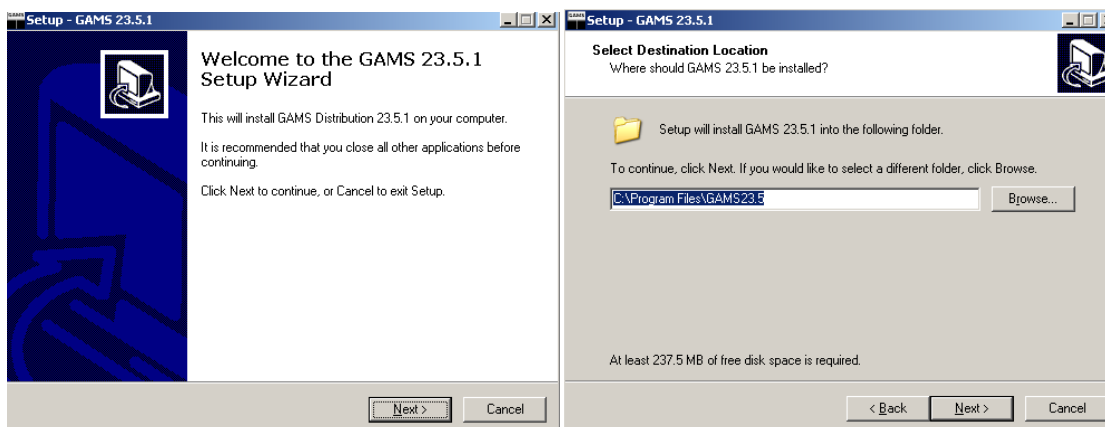 Setup - GAMS 23.5.1
Welcome to the GAMS 23.5.1
Setup Wizard
This will install GAMS Distribution 23.5.1 on your computer.
It is recommended that you close all other applications before
continuing.
Click Next to continue, or Cancel to exit Setup.
Next >
Cancel
Setup - GAMS 23.5.1
Select Destination Location
Where should GAMS 23.5.1 be installed?
Setup will install GAMS 23.5.1 into the following folder.
To continue, click Next. If you would like to select a different folder, click Browse.
C:\Program Files\GAMS23.5
Browse...
At least 237.5 MB of free disk space is required.
< Back
Next >
Cancel